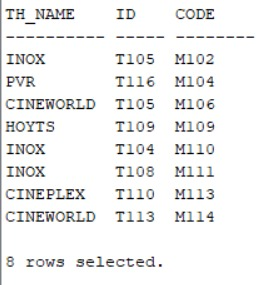 TH_NAME    ID    CODE
---------- ----- --------
INOX       T105  M102
PVR        T116  M104
CINEWORLD  T105  M106
HOYTS      T109  M109
INOX       T104  M110
INOX       T108  M111
CINEPLEX   T110  M113
CINEWORLD  T113  M114
8 rows selected.